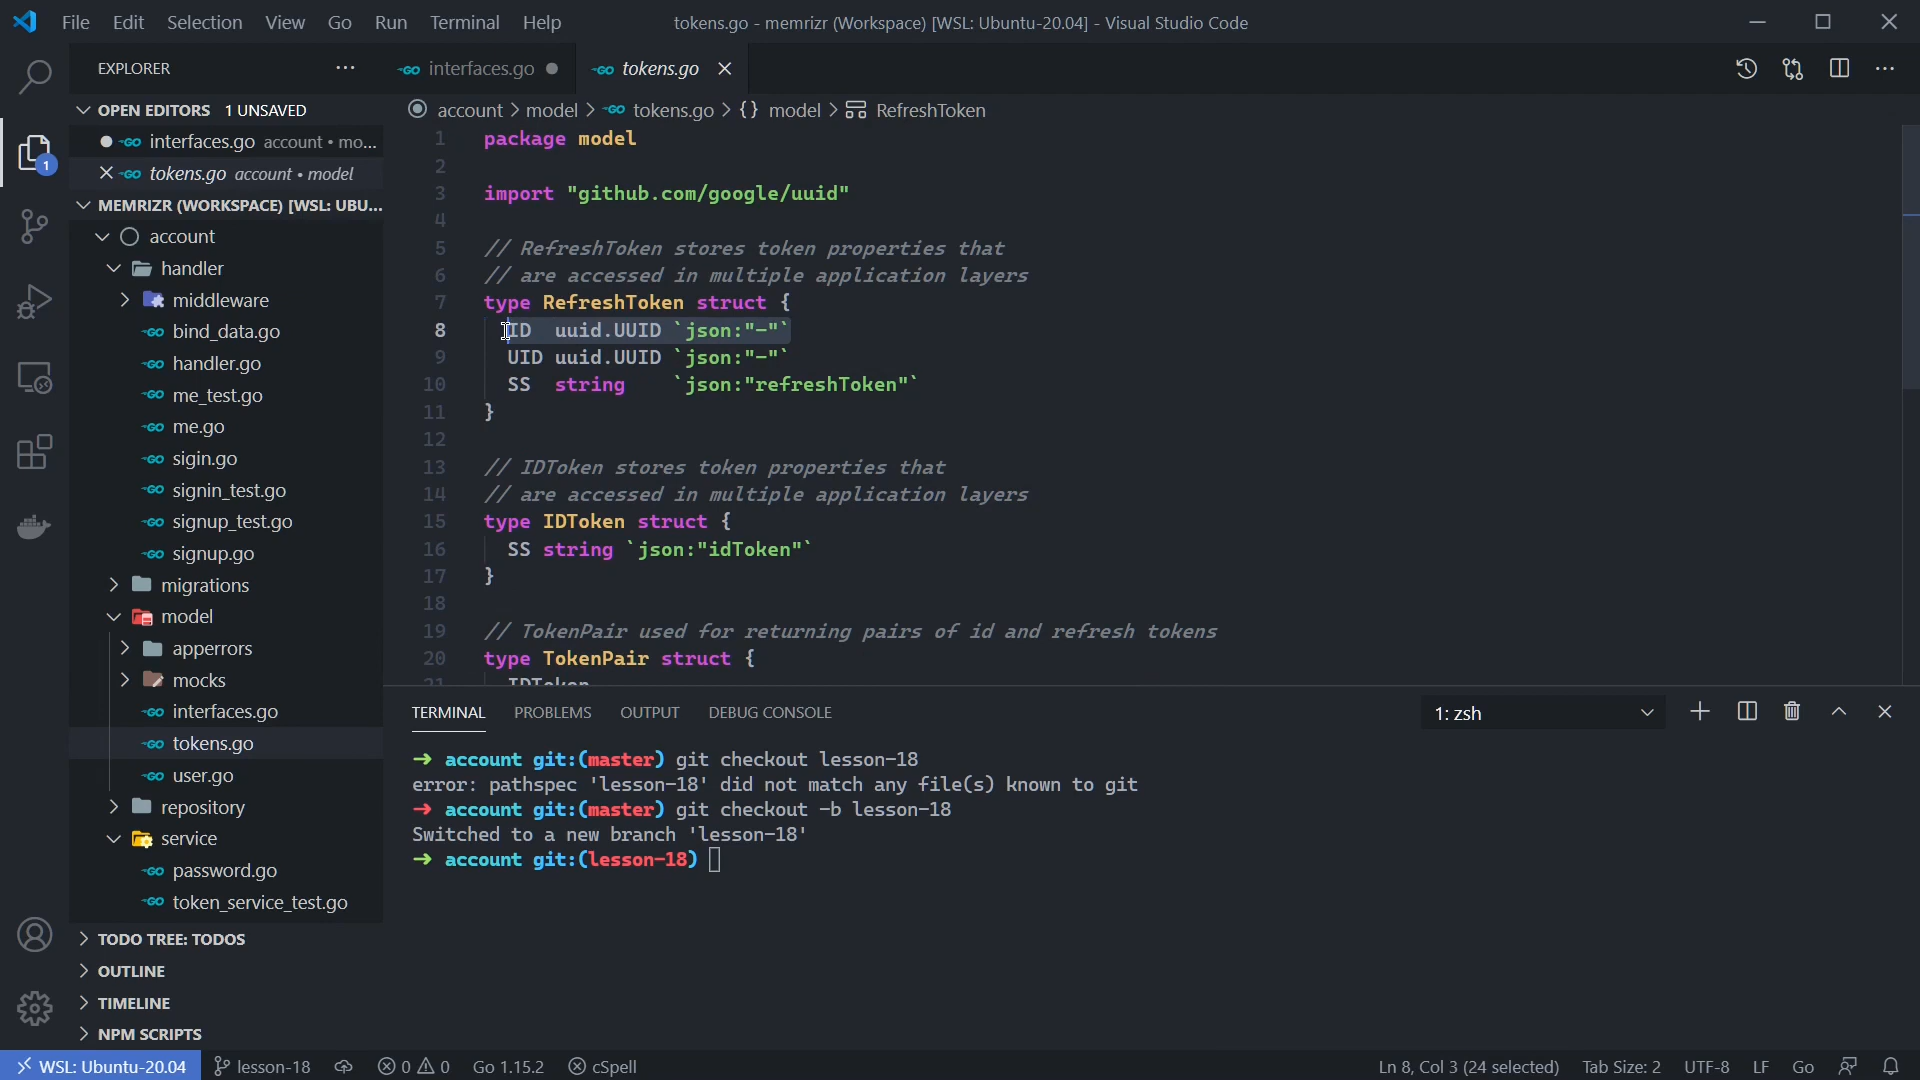 File Edit Selection View Go Run Terminal Help
tokens.go - memrizr (Workspace) [WSL: Ubuntu-20.04] - Visual Studio Code
EXPLORER
interfaces.go
tokens.go
OPEN EDITORS 1 UNSAVED
interfaces.go account • mo...
tokens.go account • model
MEMRIZR (WORKSPACE) [WSL: UBU...
account
handler
middleware
bind_data.go
handler.go
me_test.go
me.go
sigin.go
signin_test.go
signup_test.go
signup.go
migrations
model
apperrors
mocks
interfaces.go
tokens.go
user.go
repository
service
password.go
token_service_test.go
TODO TREE: TODOS
OUTLINE
TIMELINE
NPM SCRIPTS
1
account > model > tokens.go > {} model > RefreshToken
1 package model
2
3 import "github.com/google/uuid"
4
5 // RefreshToken stores token properties that
6 // are accessed in multiple application layers
7 type RefreshToken struct {
8 ID uuid.UUID `json:"-"`
9 UID uuid.UUID `json:"-"`
10 SS string `json:"refreshToken"`
11 }
12
13 // IDToken stores token properties that
14 // are accessed in multiple application layers
15 type IDToken struct {
16 SS string `json:"idToken"`
17 }
18
19 // TokenPair used for returning pairs of id and refresh tokens
20 type TokenPair struct {
21 IDToken
TERMINAL PROBLEMS OUTPUT DEBUG CONSOLE
1: zsh
→ account git:(master) git checkout lesson-18
error: pathspec 'lesson-18' did not match any file(s) known to git
→ account git:(master) git checkout -b lesson-18
Switched to a new branch 'lesson-18'
→ account git:(lesson-18)
WSL: Ubuntu-20.04 lesson-18 0 0 Go 1.15.2 cSpell
Ln 8, Col 3 (24 selected) Tab Size: 2 UTF-8 LF Go